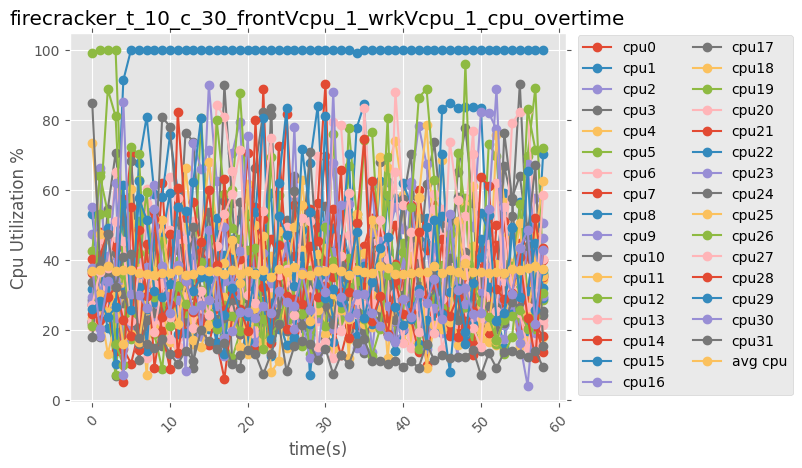 firecracker_t_10_c_30_frontVcpu_1_wrkVcpu_1_cpu_overtime
100
80
60
40
20
0
Cpu Utilization %
0
10
20
30
40
50
60
time(s)
cpu0
cpu1
cpu2
cpu3
cpu4
cpu5
cpu6
cpu7
cpu8
cpu9
cpu10
cpu11
cpu12
cpu13
cpu14
cpu15
cpu16
cpu17
cpu18
cpu19
cpu20
cpu21
cpu22
cpu23
cpu24
cpu25
cpu26
cpu27
cpu28
cpu29
cpu30
cpu31
avg cpu